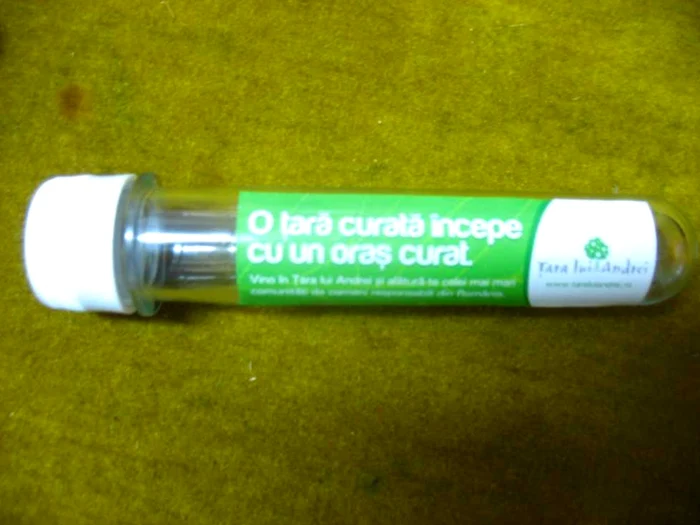 O țară curată începe
cu un oraș curat.
Vino în Țara lui Andrei și alătură-te celei mai mari
comunități de oameni responsabili din România.
Țara lui Andrei
www.taraluiandrei.ro